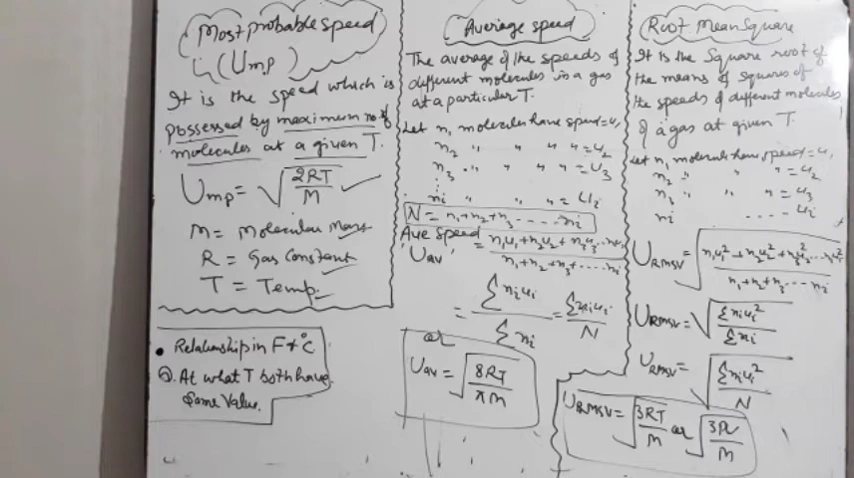 Most probable speed
(Ump)
It is the speed which is
possessed by maximum no of
molecules at a given T.
Ump = √(2RT/M)
M = Molecular Mass
R = Gas Constant
T = Temp.
• Relationship in F & °C
Q. At what T both have
Same Value.
Average speed
The average of the speeds of
different molecules in a gas
at a particular T.
Let n₁ molecules have speed = u₁
n₂ " " " " = u₂
n₃ " " " " = u₃
⋮
ni " " " = ui
N = n₁+n₂+n₃.....ni
Ave Speed
'Uav' = (n₁u₁+n₂u₂+n₃u₃...)/(n₁+n₂+n₃+....ni)
= Σniui/Σni = Σniui/N
or
Uav = √(8RT/πM)
Root Mean Square
It is the Square root of
the means of squares of
the speeds of different molecules
of a gas at given T.
Let n₁ molecule have speed = u₁
n₂ " " = u₂
n₃ " " = u₃
ni .... ui
URMSV = √((n₁u₁²+n₂u₂²+n₃u₃²...niui²)/(n₁+n₂+n₃...ni))
URMSV = √(Σniui²/Σni)
URMSV = √(Σniui²/N)
URMSV = √(3RT/M) or √(3PV/M)